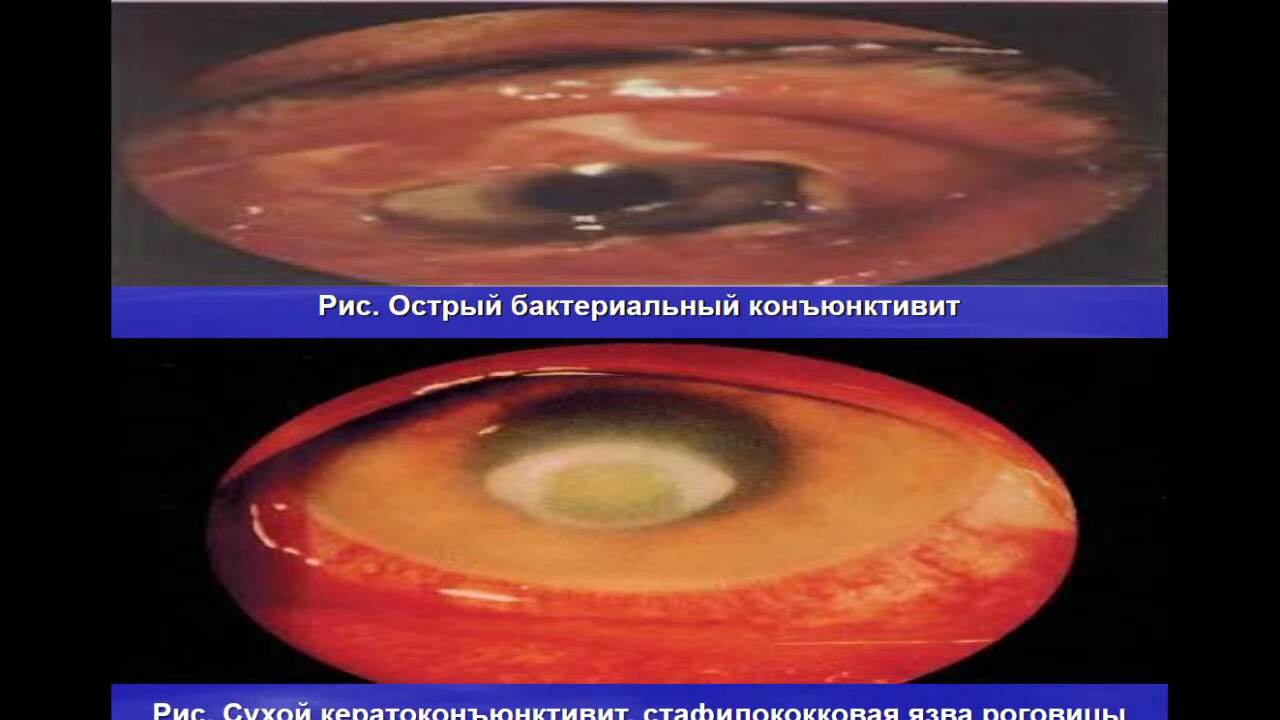 Рис. Острый бактериальный конъюнктивит
Рис. Сухой кератоконъюнктивит, стафилококковая язва роговицы